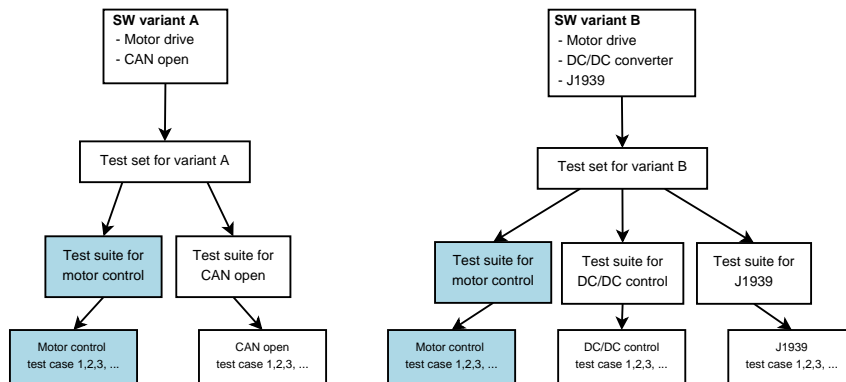 SW variant A
- Motor drive
- CAN open
Test set for variant A
Test suite for
motor control
Test suite for
CAN open
Motor control
test case 1,2,3, ...
CAN open
test case 1,2,3, ...
SW variant B
- Motor drive
- DC/DC converter
- J1939
Test set for variant B
Test suite for
motor control
Test suite for
DC/DC control
Test suite for
J1939
Motor control
test case 1,2,3, ...
DC/DC control
test case 1,2,3, ...
J1939
test case 1,2,3, ...